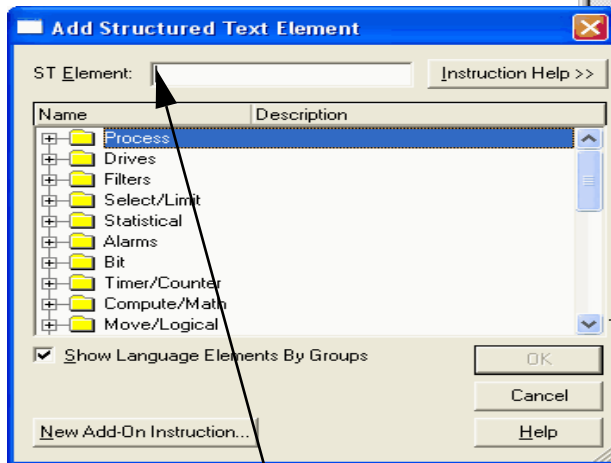 Add Structured Text Element
ST Element: Instruction Help >>
Name Description
Process
Drives
Filters
Select/Limit
Statistical
Alarms
Bit
Timer/Counter
Compute/Math
Move/Logical
Show Language Elements By Groups OK
Cancel
New Add-On Instruction... Help